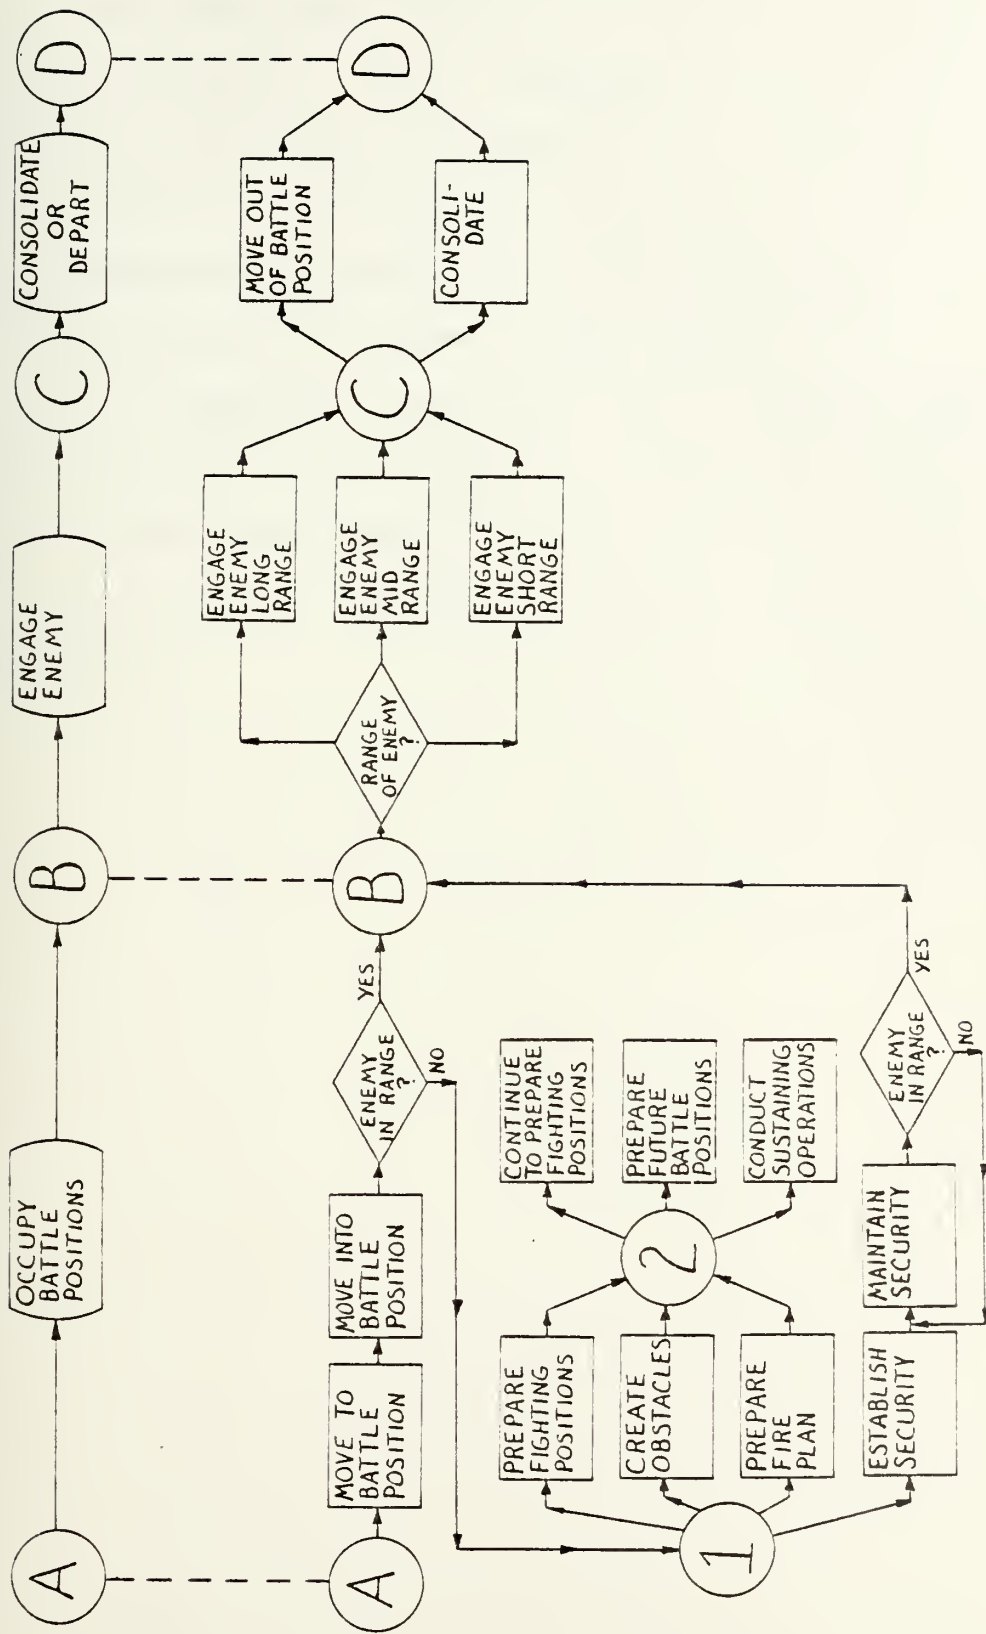 A
OCCUPY
BATTLE
POSITIONS
B
ENGAGE
ENEMY
C
CONSOLIDATE
OR
DEPART
D
A
MOVE TO
BATTLE
POSITION
MOVE INTO
BATTLE
POSITION
ENEMY
IN RANGE
?
YES
NO
B
RANGE
OF ENEMY
?
ENGAGE
ENEMY
LONG
RANGE
ENGAGE
ENEMY
MID
RANGE
ENGAGE
ENEMY
SHORT
RANGE
C
MOVE OUT
OF BATTLE
POSITION
CONSOLI-
DATE
D
1
PREPARE
FIGHTING
POSITIONS
CREATE
OBSTACLES
PREPARE
FIRE
PLAN
ESTABLISH
SECURITY
2
CONTINUE
TO PREPARE
FIGHTING
POSITIONS
PREPARE
FUTURE
BATTLE
POSITIONS
CONDUCT
SUSTAINING
OPERATIONS
MAINTAIN
SECURITY
ENEMY
IN RANGE
?
YES
NO